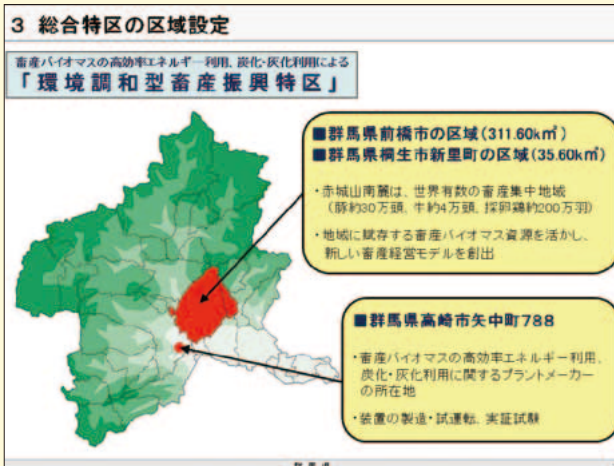 3 総合特区の区域設定
畜産バイオマスの高効率エネルギー利用、炭化・灰化利用による
「環境調和型畜産振興特区」
■群馬県前橋市の区域(311.60k㎡)
■群馬県桐生市新里町の区域(35.60k㎡)
・赤城山南麓は、世界有数の畜産集中地域
(豚約30万頭、牛約4万頭、採卵鶏約200万羽)
・地域に賦存する畜産バイオマス資源を活かし、
新しい畜産経営モデルを創出
■群馬県高崎市矢中町788
・畜産バイオマスの高効率エネルギー利用、
炭化・灰化利用に関するプラントメーカー
の所在地
・装置の製造・試運転、実証試験